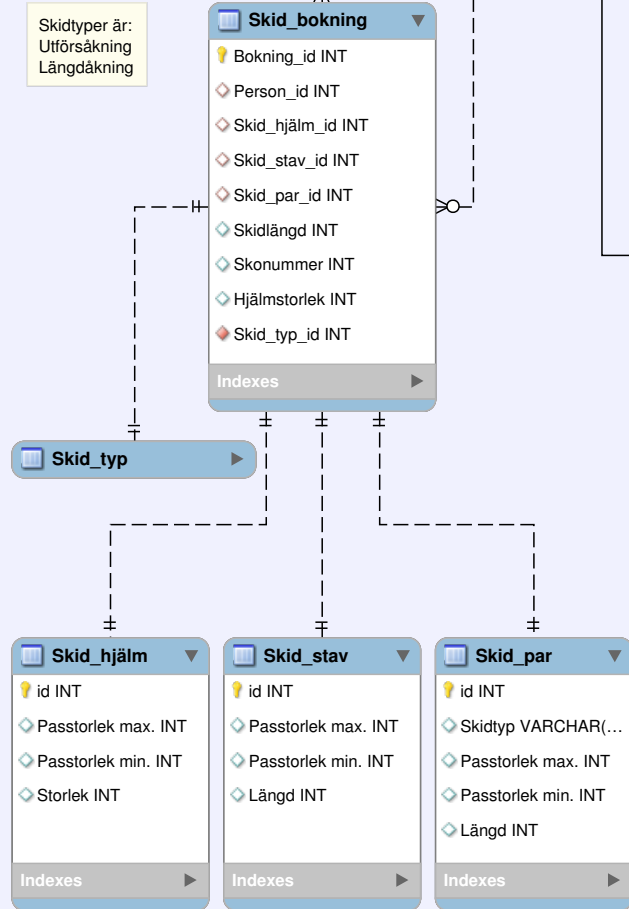 Skidtyper är:
Utförsåkning
Längdåkning
Skid_bokning
Bokning_id INT
Person_id INT
Skid_hjälm_id INT
Skid_stav_id INT
Skid_par_id INT
Skidlängd INT
Skonummer INT
Hjälmstorlek INT
Skid_typ_id INT
Indexes
Skid_typ
Skid_hjälm
id INT
Passtorlek max. INT
Passtorlek min. INT
Storlek INT
Indexes
Skid_stav
id INT
Passtorlek max. INT
Passtorlek min. INT
Längd INT
Indexes
Skid_par
id INT
Skidtyp VARCHAR(...
Passtorlek max. INT
Passtorlek min. INT
Längd INT
Indexes